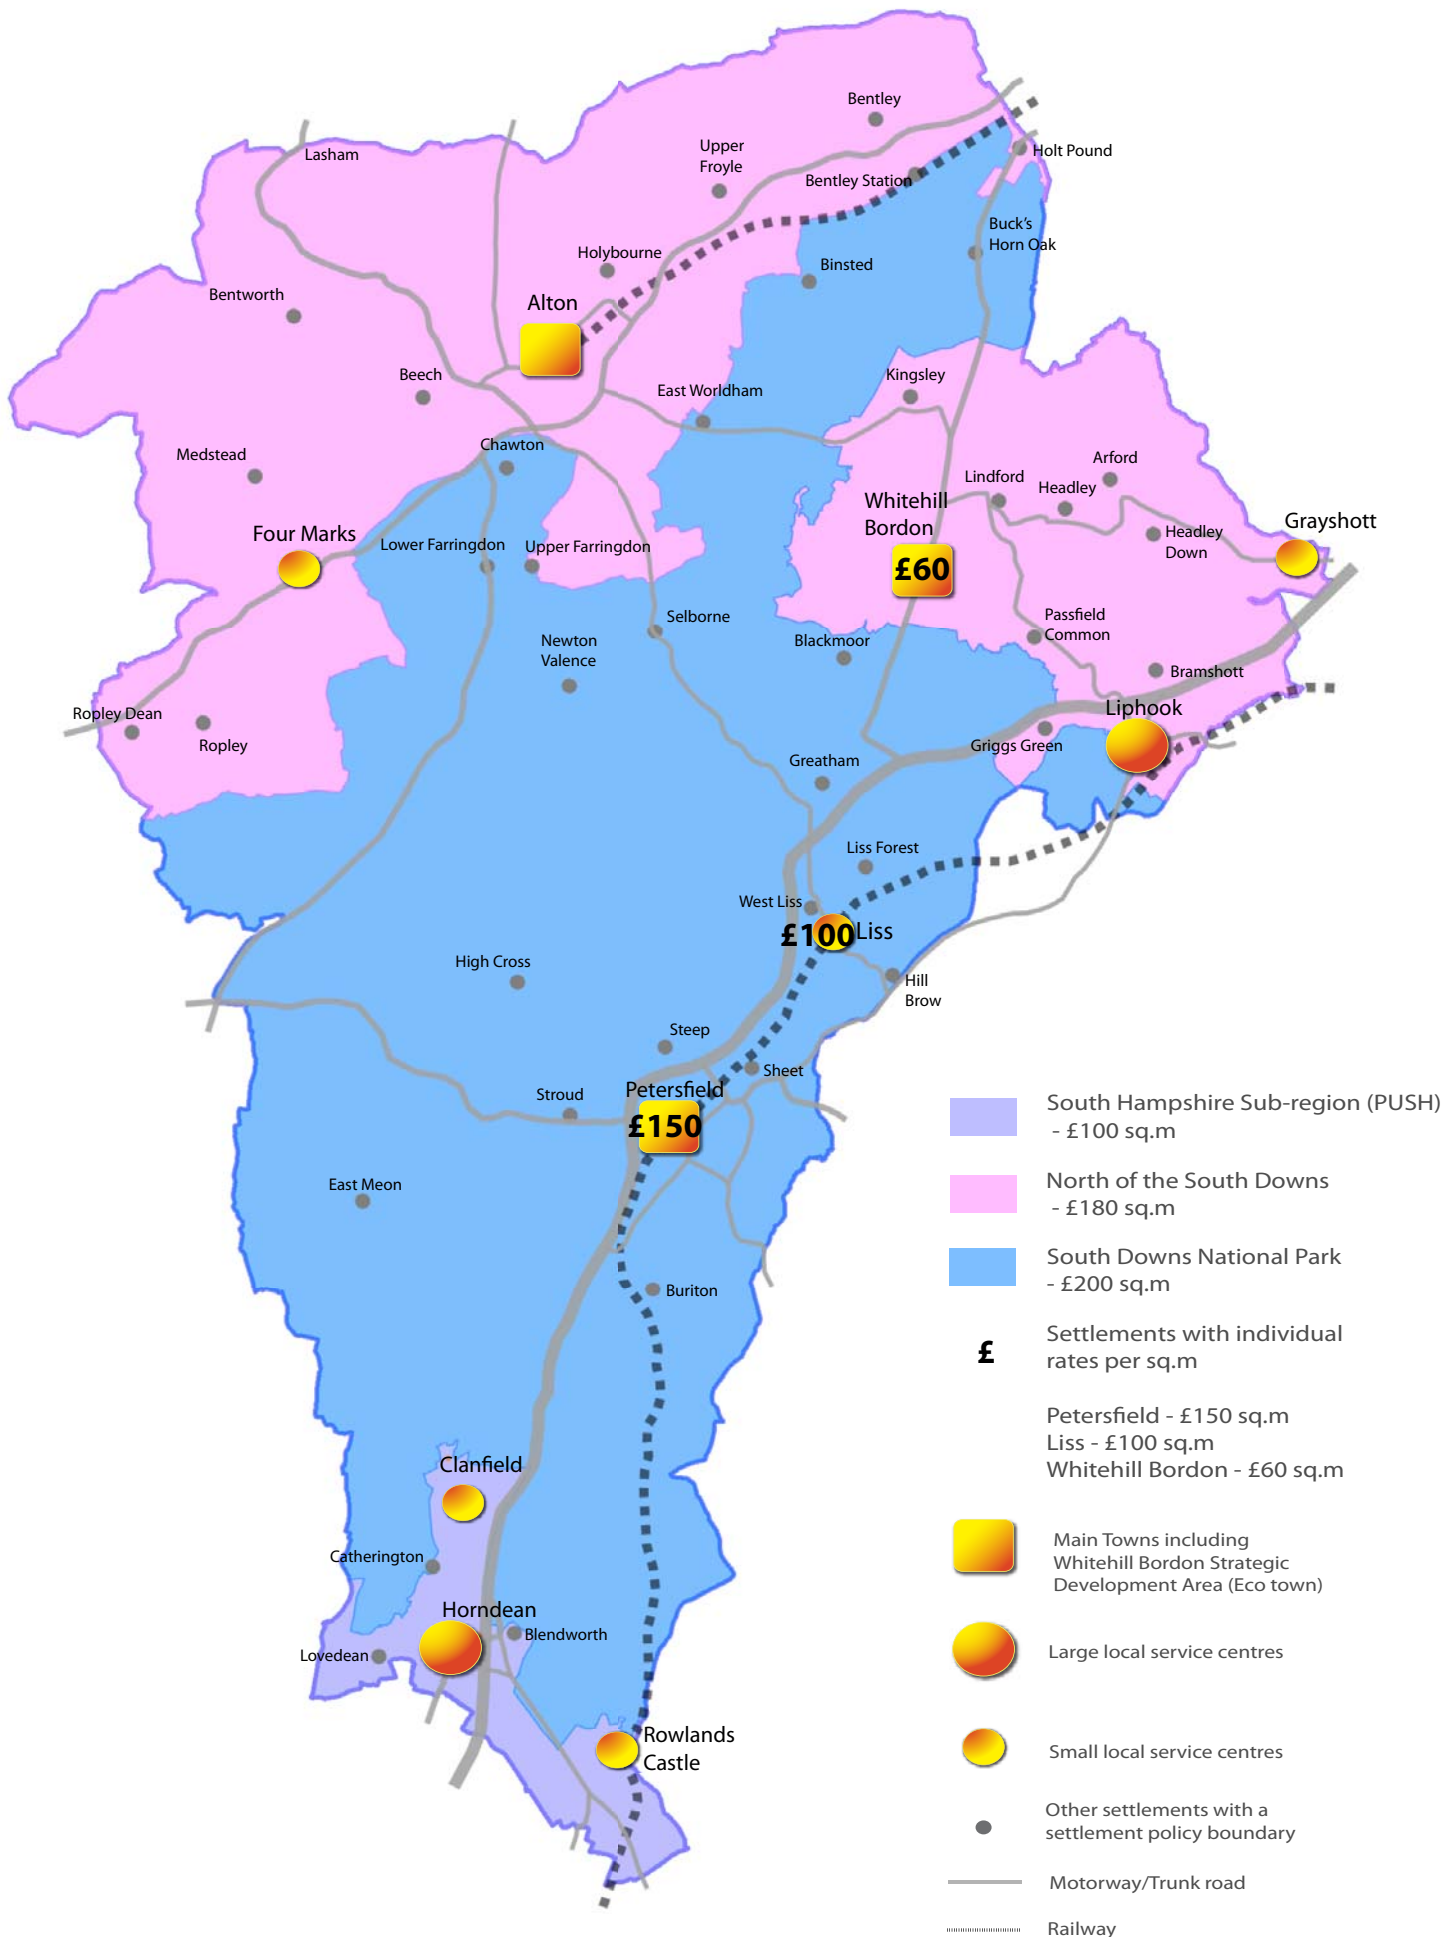 Bentley
Lasham
Upper
Froyle
Holt Pound
Bentley Station
Buck's
Horn Oak
Holybourne
Binsted
Bentworth
Alton
Beech
East Worldham
Kingsley
Chawton
Medstead
Arford
Lindford
Headley
Whitehill
Bordon
Grayshott
Four Marks
Lower Farringdon
Upper Farringdon
Headley
Down
£60
Selborne
Passfield
Common
Newton
Valence
Blackmoor
Bramshott
Ropley Dean
Liphook
Ropley
Griggs Green
Greatham
Liss Forest
West Liss
£100
Liss
High Cross
Hill
Brow
Steep
Sheet
Petersfield
Stroud
£150
East Meon
Buriton
Clanfield
Catherington
Horndean
Blendworth
Lovedean
Rowlands
Castle
South Hampshire Sub-region (PUSH)
- £100 sq.m
North of the South Downs
- £180 sq.m
South Downs National Park
- £200 sq.m
£
Settlements with individual
rates per sq.m
Petersfield - £150 sq.m
Liss - £100 sq.m
Whitehill Bordon - £60 sq.m
Main Towns including
Whitehill Bordon Strategic
Development Area (Eco town)
Large local service centres
Small local service centres
Other settlements with a
settlement policy boundary
Motorway/Trunk road
Railway